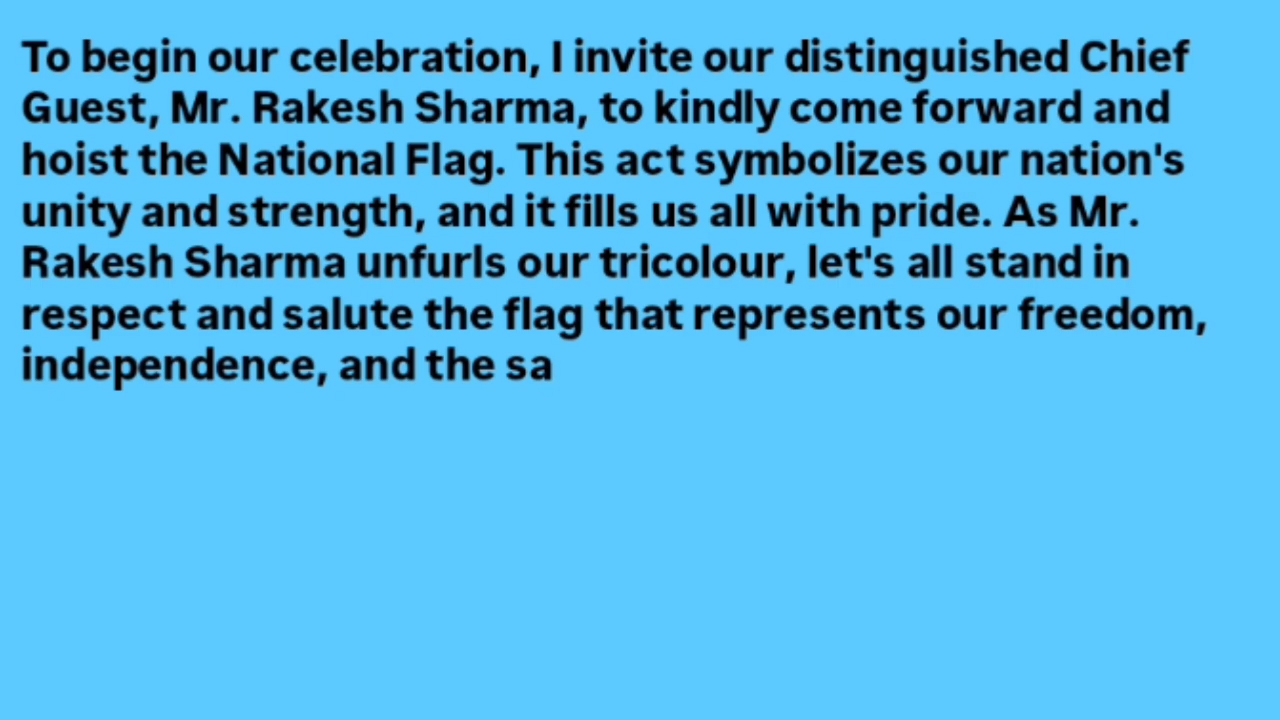 To begin our celebration, I invite our distinguished Chief
Guest, Mr. Rakesh Sharma, to kindly come forward and
hoist the National Flag. This act symbolizes our nation's
unity and strength, and it fills us all with pride. As Mr.
Rakesh Sharma unfurls our tricolour, let's all stand in
respect and salute the flag that represents our freedom,
independence, and the sa